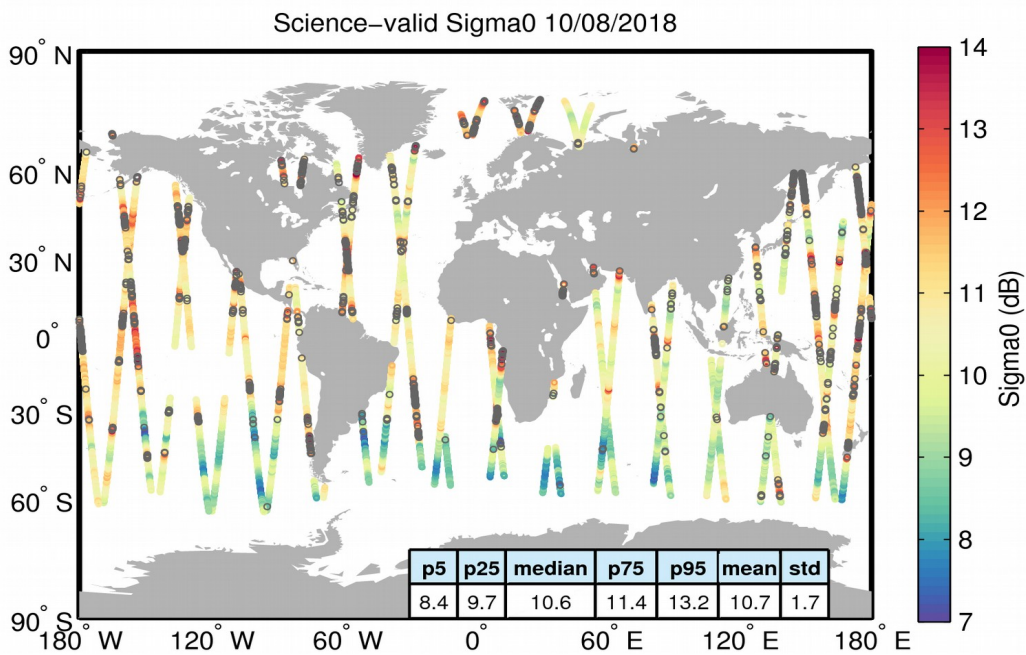 Science−valid Sigma0 10/08/2018
90° N
60° N
30° N
0°
30° S
60° S
90° S
180° W
120° W
60° W
0°
60° E
120° E
180° E
p5 p25 median p75 p95 mean std
8.4 9.7 10.6 11.4 13.2 10.7 1.7
14
13
12
11
10
9
8
7
Sigma0 (dB)